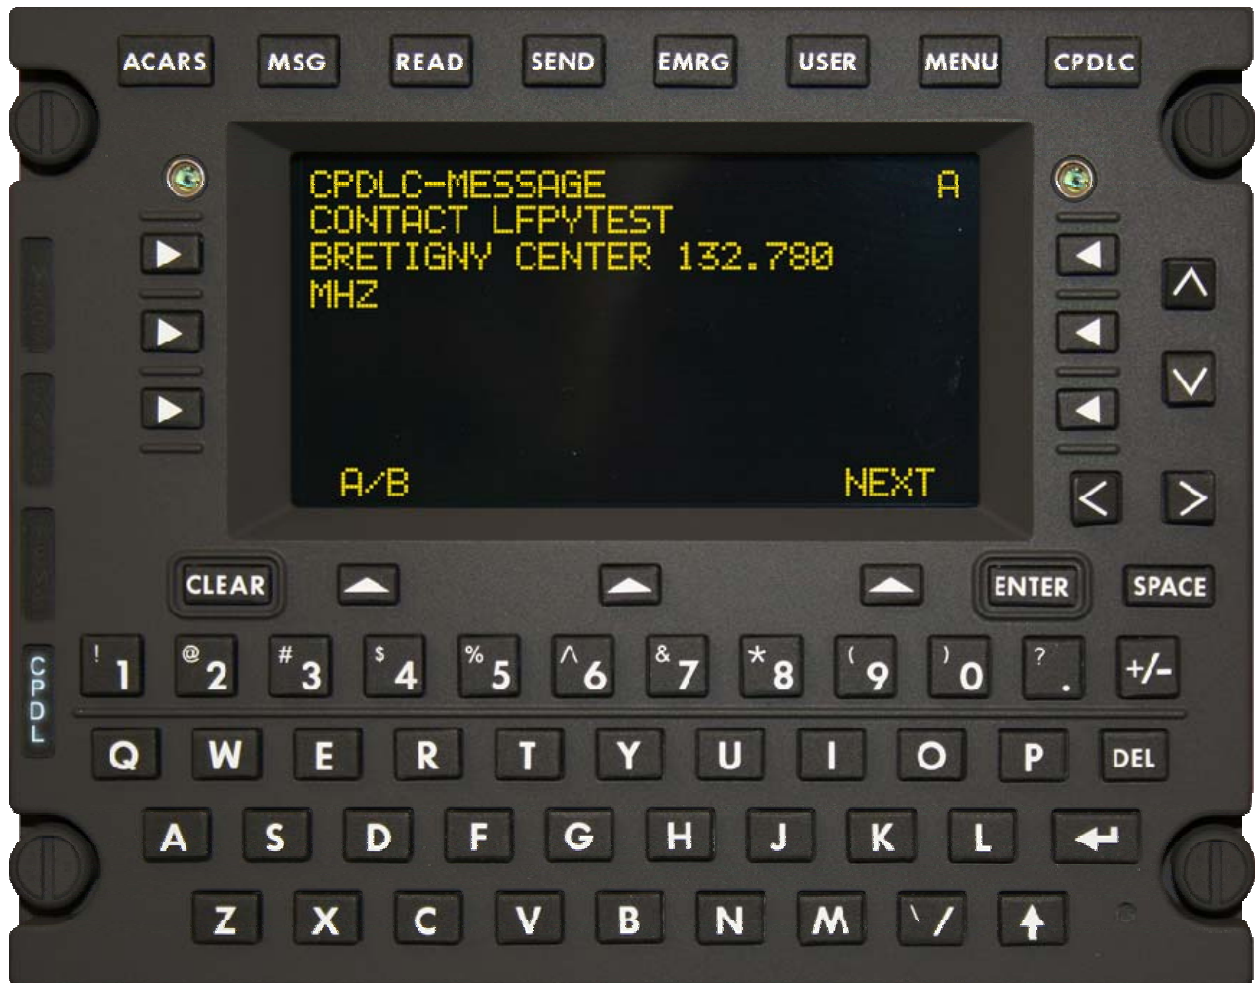 ACARS MSG READ SEND EMRG USER MENU CPDLC
CPDLC-MESSAGE A
CONTACT LFPYTEST
BRETIGNY CENTER 132.780
MHZ
A/B NEXT
CLEAR ENTER SPACE
! 1 @ 2 # 3 $ 4 % 5 ^ 6 & 7 * 8 ( 9 ) 0 ? . +/-
CPDL
Q W E R T Y U I O P DEL
A S D F G H J K L
Z X C V B N M \ /